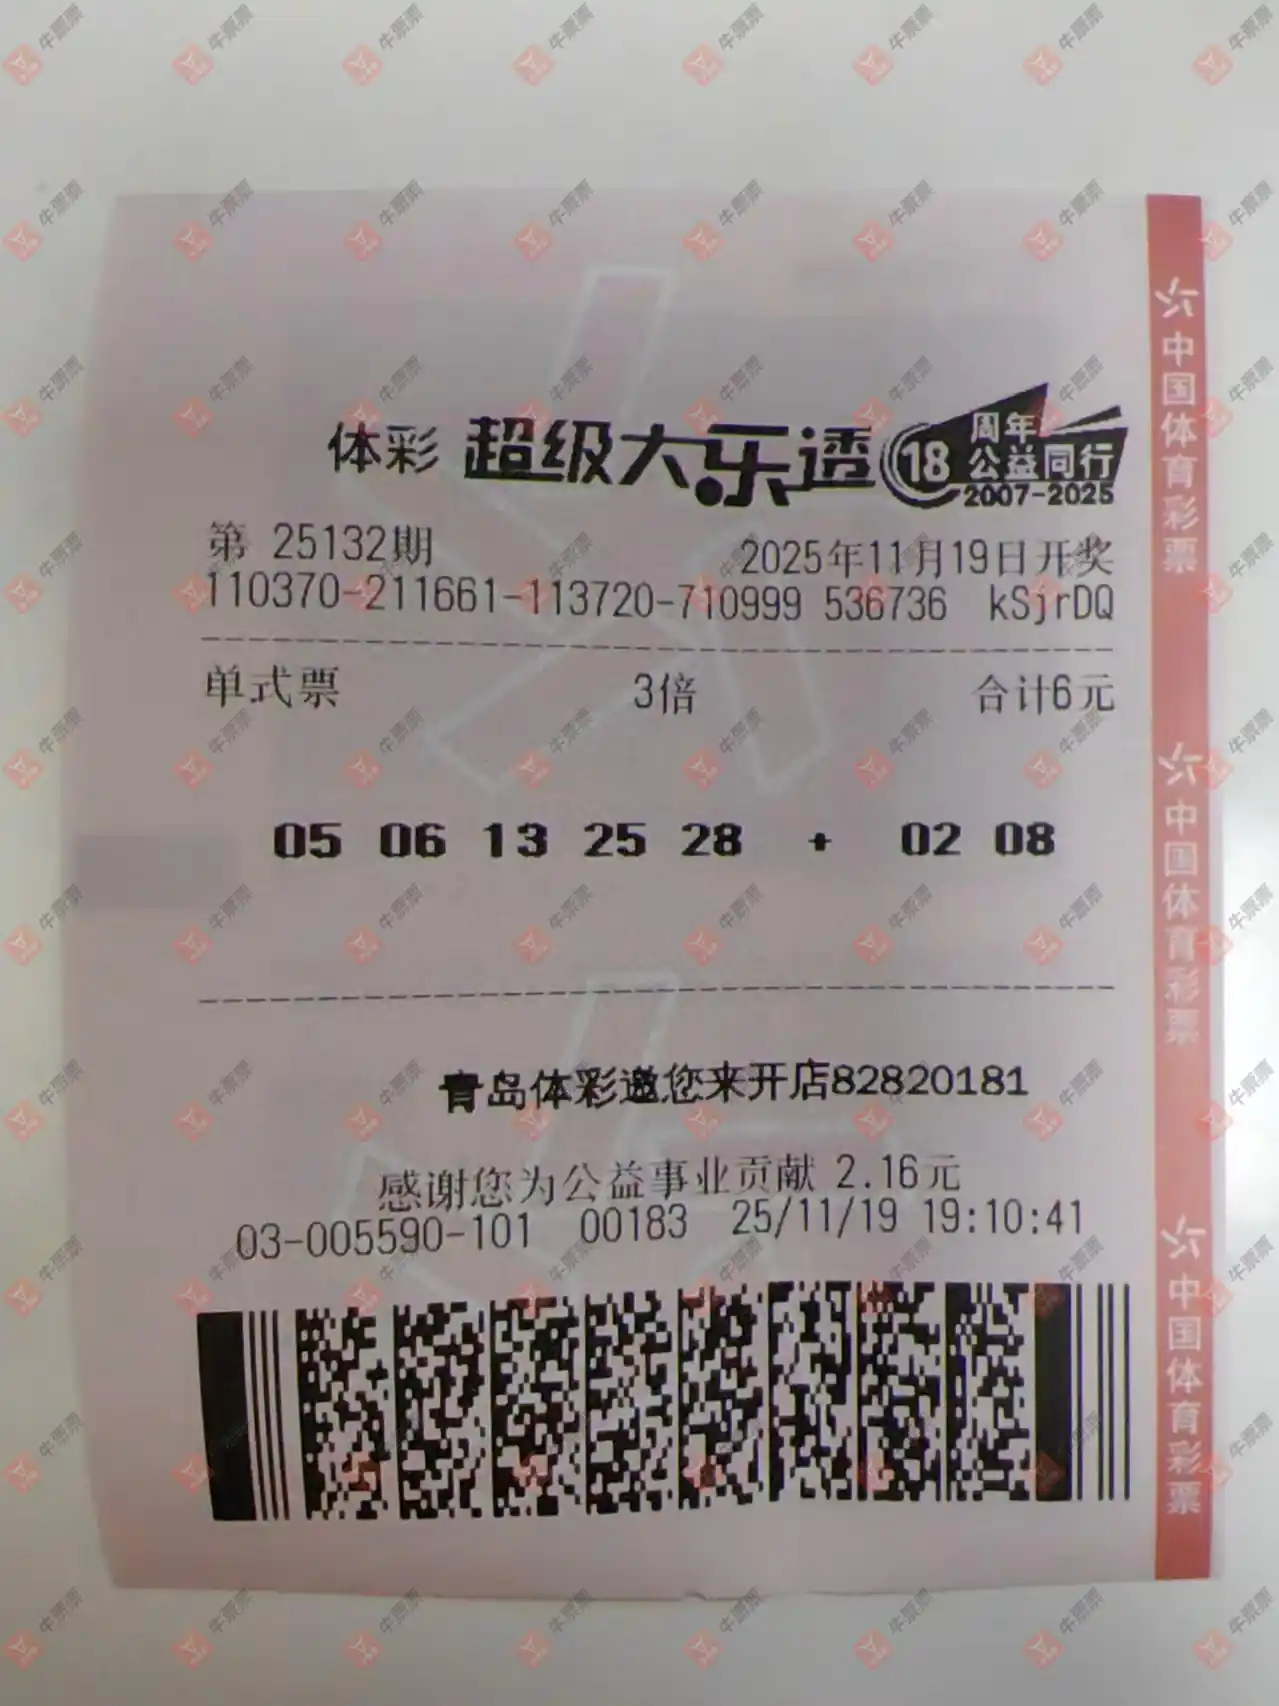 体彩 超级大乐透 18 周年 公益同行 2007-2025
第 25132期 2025年11月19日开奖
110370-211661-113720-710999 536736 kSjrDQ
单式票 3倍 合计6元
05 06 13 25 28 + 02 08
青岛体彩邀您来开店82820181
感谢您为公益事业贡献 2.16元
03-005590-101 00183 25/11/19 19:10:41
中国体育彩票
中国体育彩票
中国体育彩票
牛票票